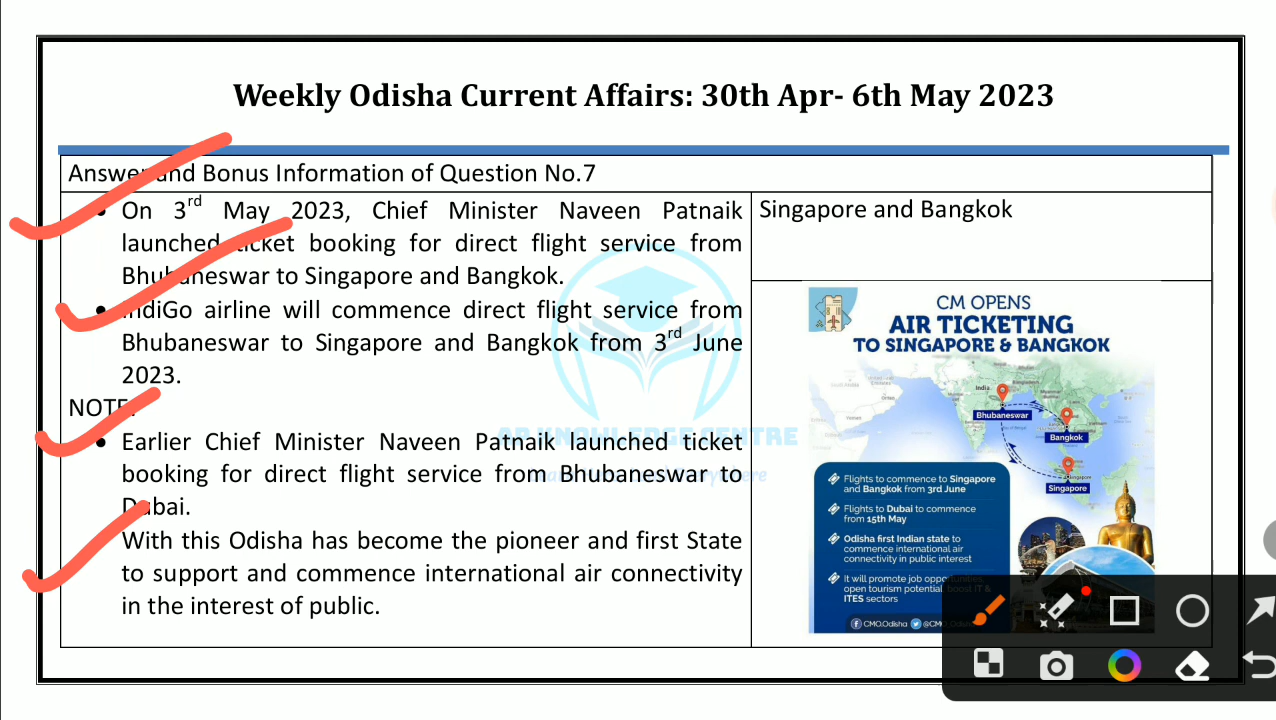 Weekly Odisha Current Affairs: 30th Apr- 6th May 2023
Answer and Bonus Information of Question No.7
On 3rd May 2023, Chief Minister Naveen Patnaik
launched ticket booking for direct flight service from
Bhubaneswar to Singapore and Bangkok.
IndiGo airline will commence direct flight service from
Bhubaneswar to Singapore and Bangkok from 3rd June
2023.
NOTE:
Earlier Chief Minister Naveen Patnaik launched ticket
booking for direct flight service from Bhubaneswar to
Dubai.
With this Odisha has become the pioneer and first State
to support and commence international air connectivity
in the interest of public.
Singapore and Bangkok
CM OPENS
AIR TICKETING
TO SINGAPORE & BANGKOK
India
Bhubaneswar
Bangkok
Singapore
Flights to commence to Singapore
and Bangkok from 3rd June
Flights to Dubai to commence
from 15th May
Odisha first Indian state to
commence international air
connectivity in public interest
It will promote job opportunities,
open tourism potential, boost IT &
ITES sectors
CMO.Odisha @CMO_Odisha
KNOWLEDGE CENTRE